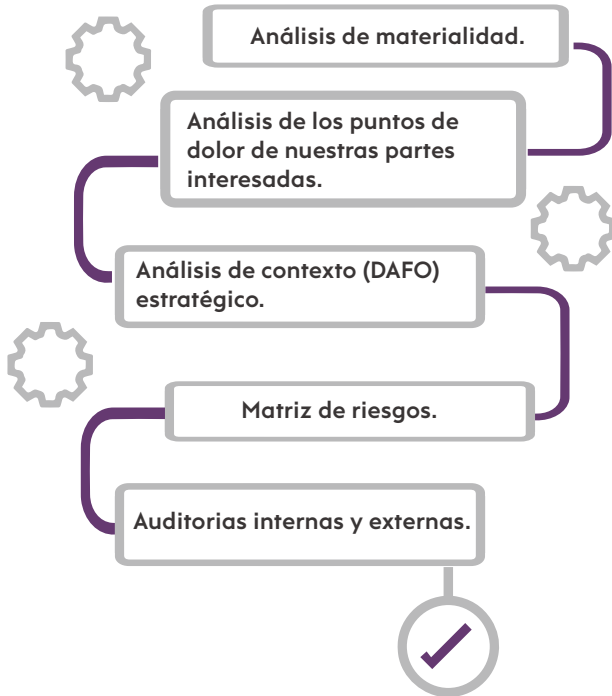 Análisis de materialidad.
Análisis de los puntos de
dolor de nuestras partes
interesadas.
Análisis de contexto (DAFO)
estratégico.
Matriz de riesgos.
Auditorias internas y externas.